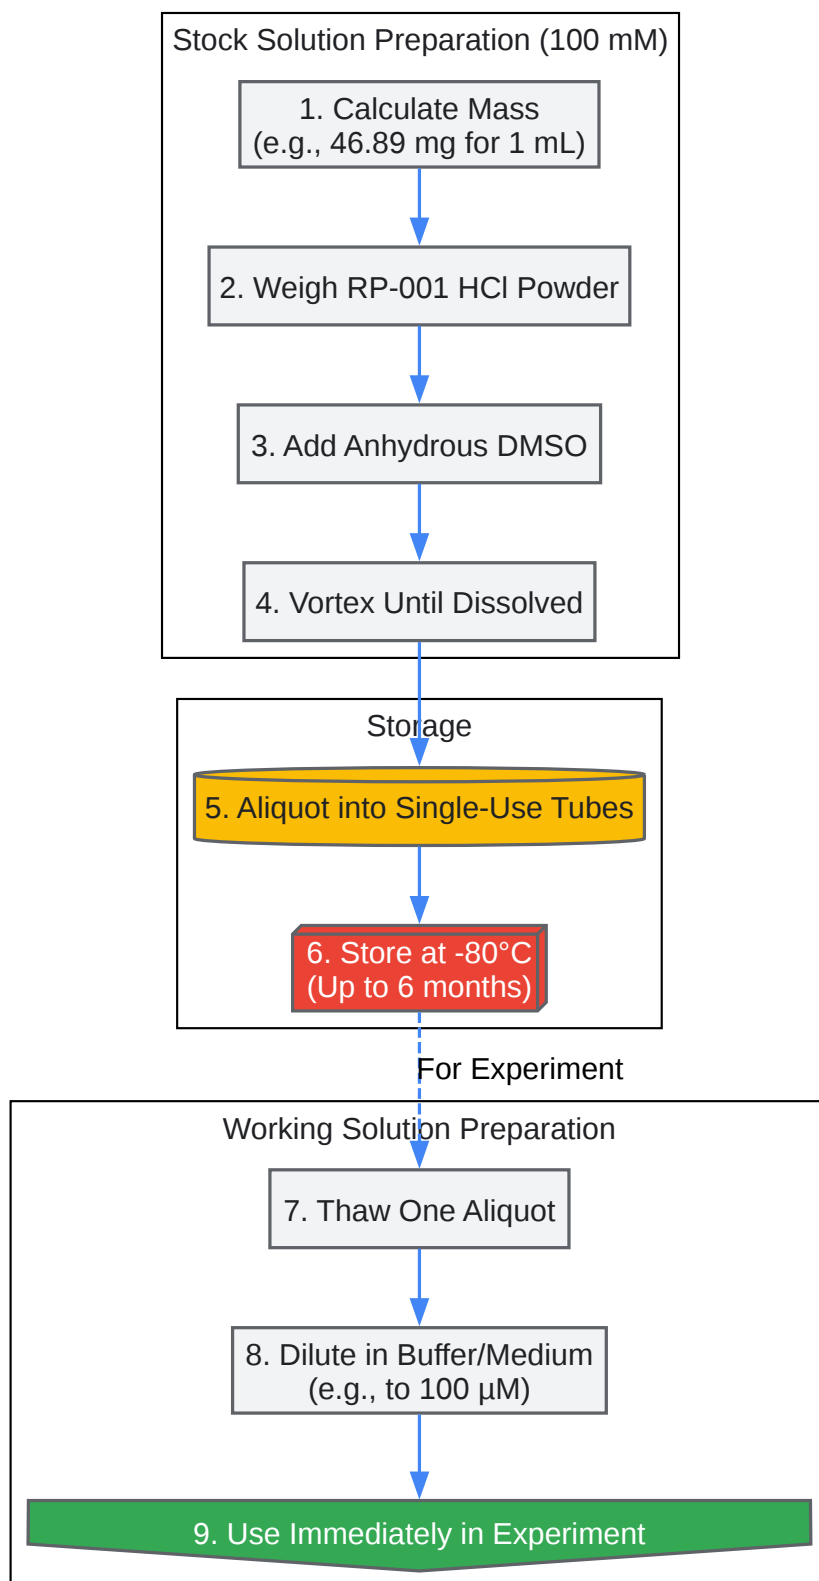 Stock Solution Preparation (100 mM)
1. Calculate Mass
(e.g., 46.89 mg for 1 mL)
2. Weigh RP-001 HCl Powder
3. Add Anhydrous DMSO
4. Vortex Until Dissolved
Storage
5. Aliquot into Single-Use Tubes
6. Store at -80°C
(Up to 6 months)
For Experiment
Working Solution Preparation
7. Thaw One Aliquot
8. Dilute in Buffer/Medium
(e.g., to 100 µM)
9. Use Immediately in Experiment